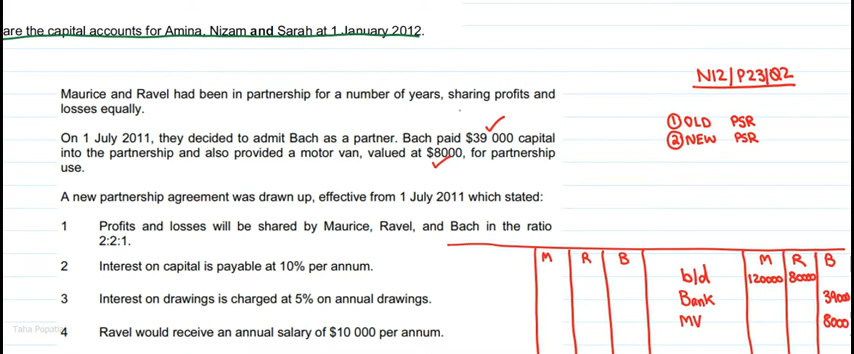 are the capital accounts for Amina, Nizam and Sarah at 1 January 2012.
N12/P23/Q2
Maurice and Ravel had been in partnership for a number of years, sharing profits and
losses equally.
① OLD PSR
② NEW PSR
On 1 July 2011, they decided to admit Bach as a partner. Bach paid $39 000 capital
into the partnership and also provided a motor van, valued at $8000, for partnership
use.
A new partnership agreement was drawn up, effective from 1 July 2011 which stated:
1 Profits and losses will be shared by Maurice, Ravel, and Bach in the ratio
2:2:1.
2 Interest on capital is payable at 10% per annum.
3 Interest on drawings is charged at 5% on annual drawings.
4 Ravel would receive an annual salary of $10 000 per annum.
M R B M R B
b/d 120000 80000
Bank 39000
MV 8000
Taha Popatia